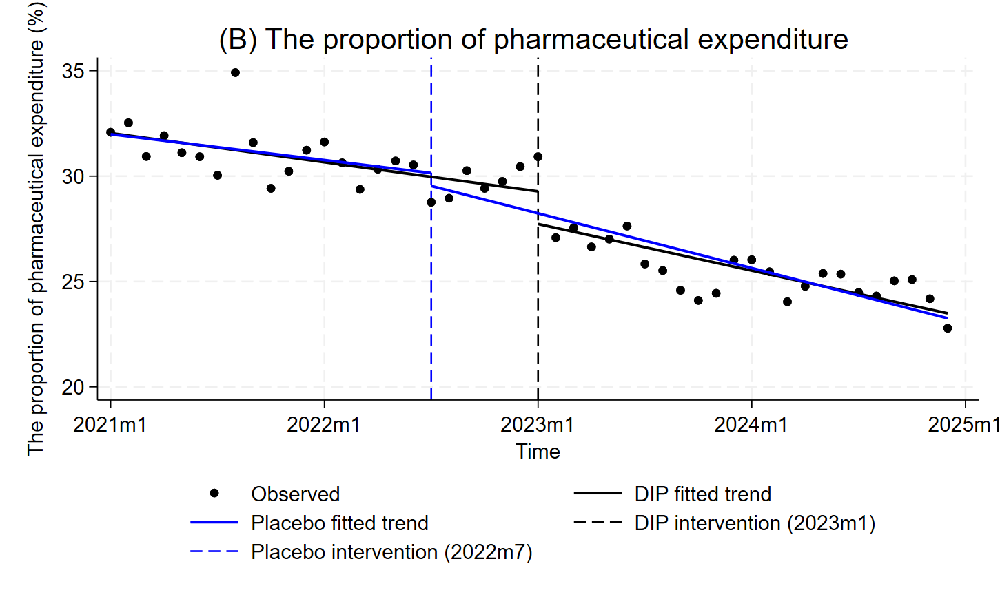 (B) The proportion of pharmaceutical expenditure
The proportion of pharmaceutical expenditure (%)
35
30
25
20
2021m1 2022m1 2023m1 2024m1 2025m1
Time
Observed DIP fitted trend
Placebo fitted trend DIP intervention (2023m1)
Placebo intervention (2022m7)